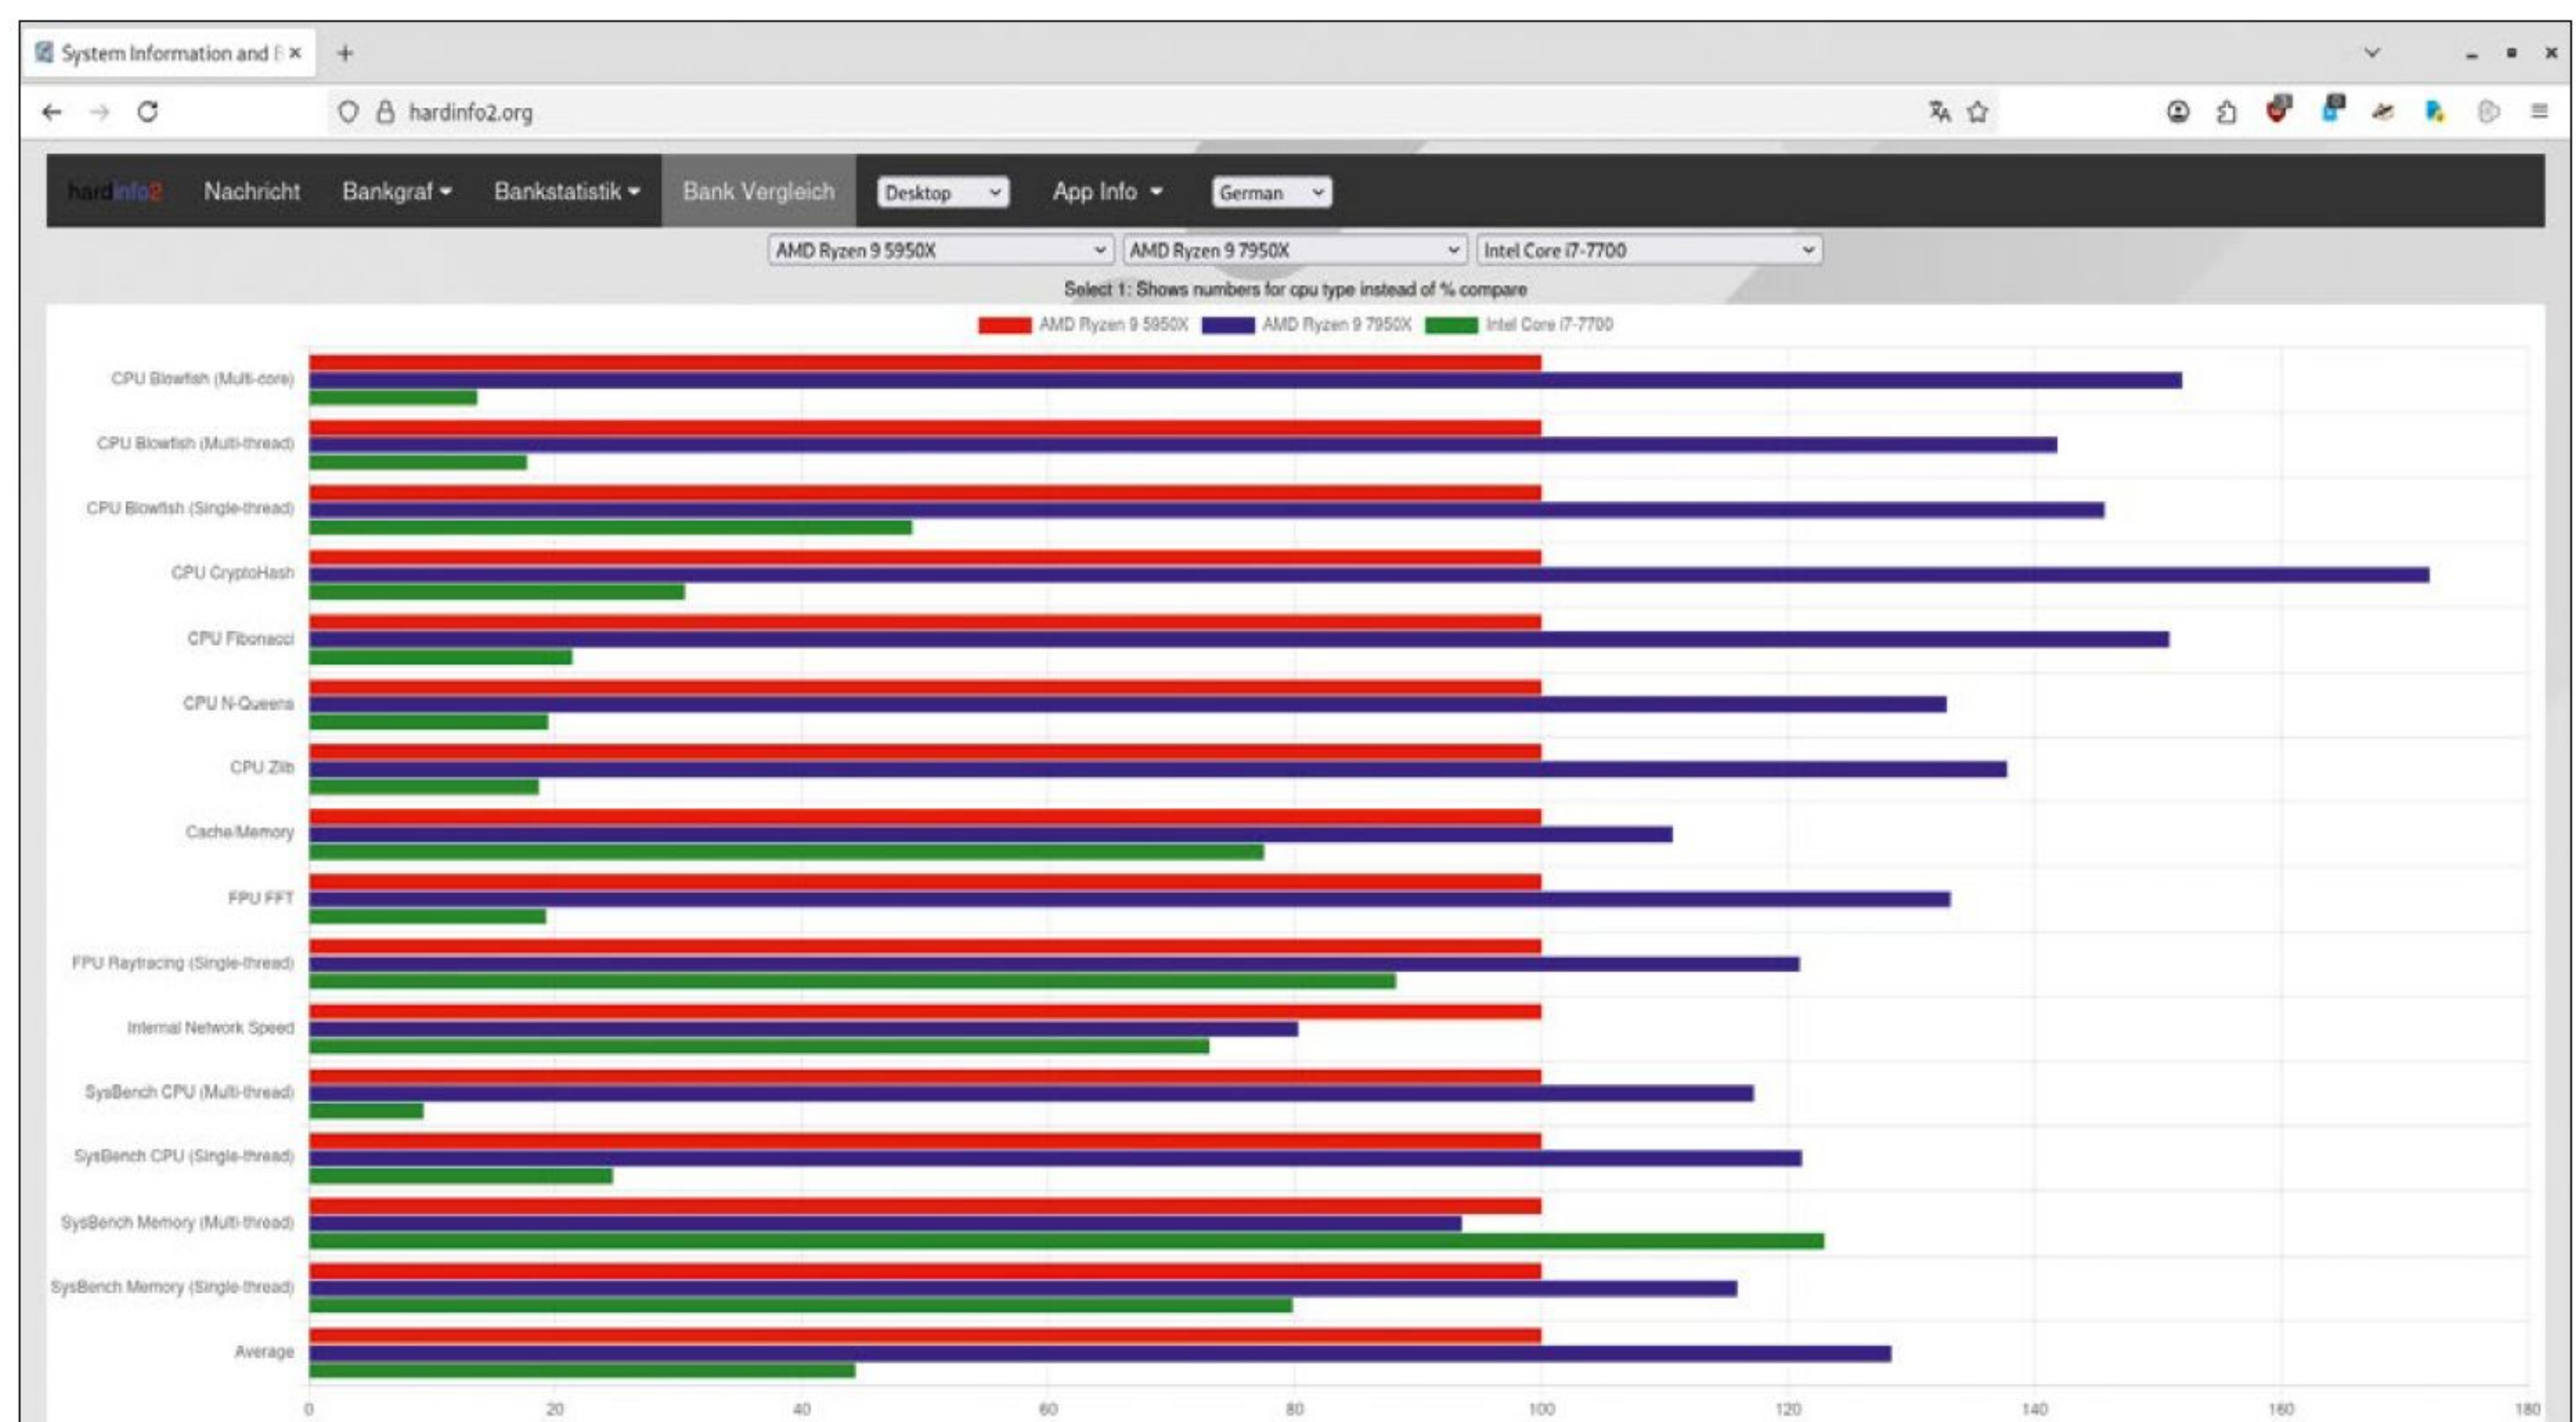 System Information and B
hardinfo2.org
hardinfo2 Nachricht Bankgraf Bankstatistik Bank Vergleich Desktop App Info German
AMD Ryzen 9 5950X AMD Ryzen 9 7950X Intel Core i7-7700
Select 1: Shows numbers for cpu type instead of % compare
AMD Ryzen 9 5950X AMD Ryzen 9 7950X Intel Core i7-7700
CPU Blowfish (Multi-core)
CPU Blowfish (Multi-thread)
CPU Blowfish (Single-thread)
CPU CryptoHash
CPU Fibonacci
CPU N-Queens
CPU Zlib
Cache/Memory
FPU FFT
FPU Raytracing (Single-thread)
Internal Network Speed
SysBench CPU (Multi-thread)
SysBench CPU (Single-thread)
SysBench Memory (Multi-thread)
SysBench Memory (Single-thread)
Average
0 20 40 60 80 100 120 140 160 180